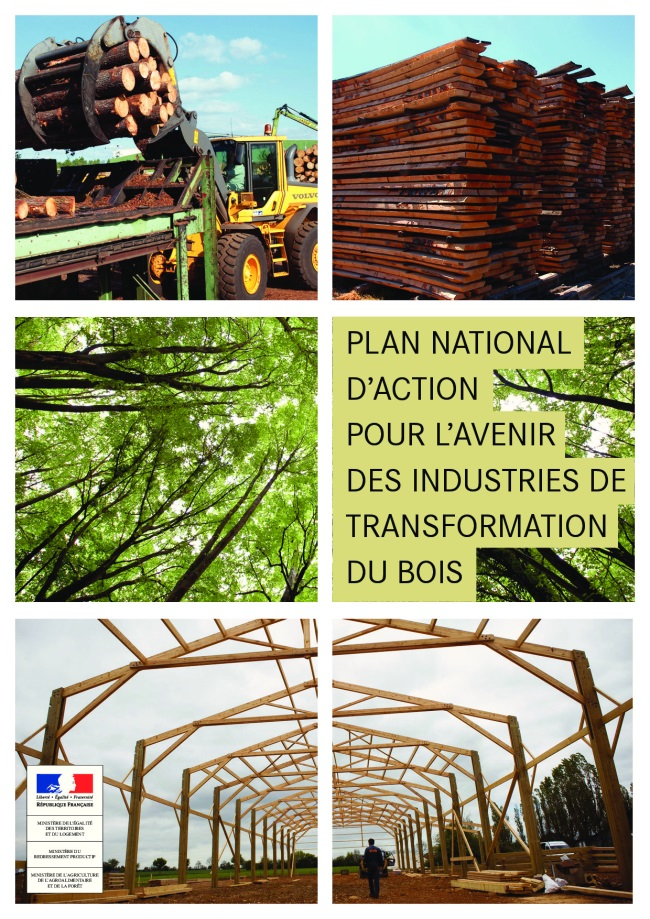 VOLVO
PLAN NATIONAL
D'ACTION
POUR L'AVENIR
DES INDUSTRIES DE
TRANSFORMATION
DU BOIS
Liberté • Égalité • Fraternité
RÉPUBLIQUE FRANÇAISE
MINISTÈRE DE L'ÉGALITÉ
DES TERRITOIRES
ET DU LOGEMENT
MINISTÈRE DU
REDRESSEMENT PRODUCTIF
MINISTÈRE DE L'AGRICULTURE
DE L'AGROALIMENTAIRE
ET DE LA FORÊT